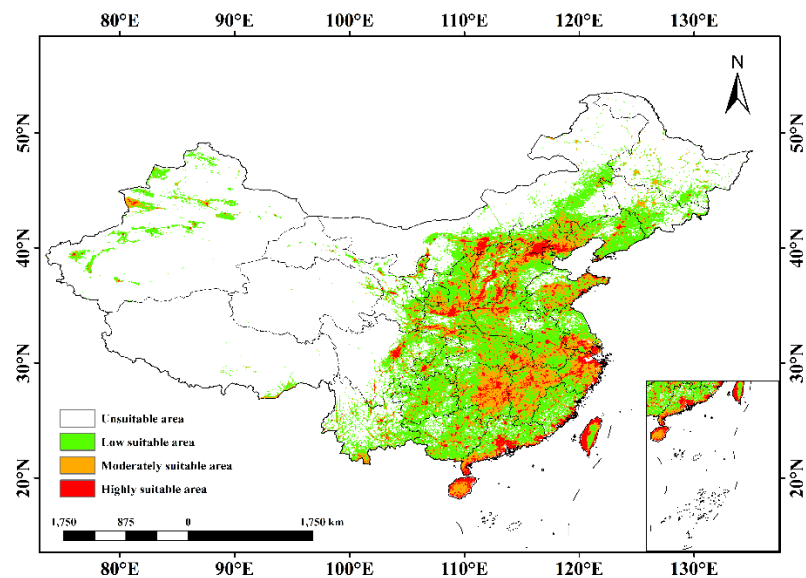 80°E 90°E 100°E 110°E 120°E 130°E
N
50°N 50°N
40°N 40°N
30°N 30°N
20°N 20°N
Unsuitable area
Low suitable area
Moderately suitable area
Highly suitable area
1,750 875 0 1,750 km
80°E 90°E 100°E 110°E 120°E 130°E